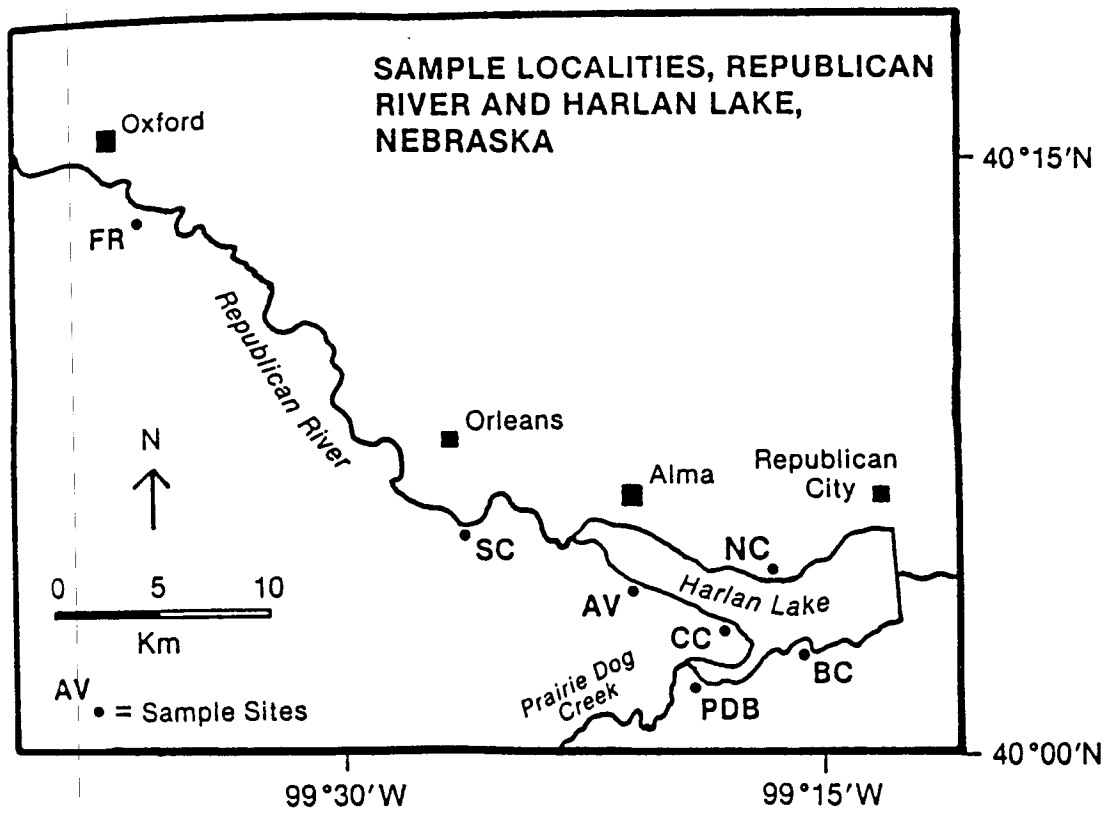 SAMPLE LOCALITIES, REPUBLICAN
RIVER AND HARLAN LAKE,
NEBRASKA
Oxford
40°15'N
FR
Republican River
Orleans
N
Alma
Republican
City
SC
NC
0 5 10
Km
Harlan Lake
AV
CC
BC
Prairie Dog
Creek
PDB
AV
= Sample Sites
40°00'N
99°30'W
99°15'W